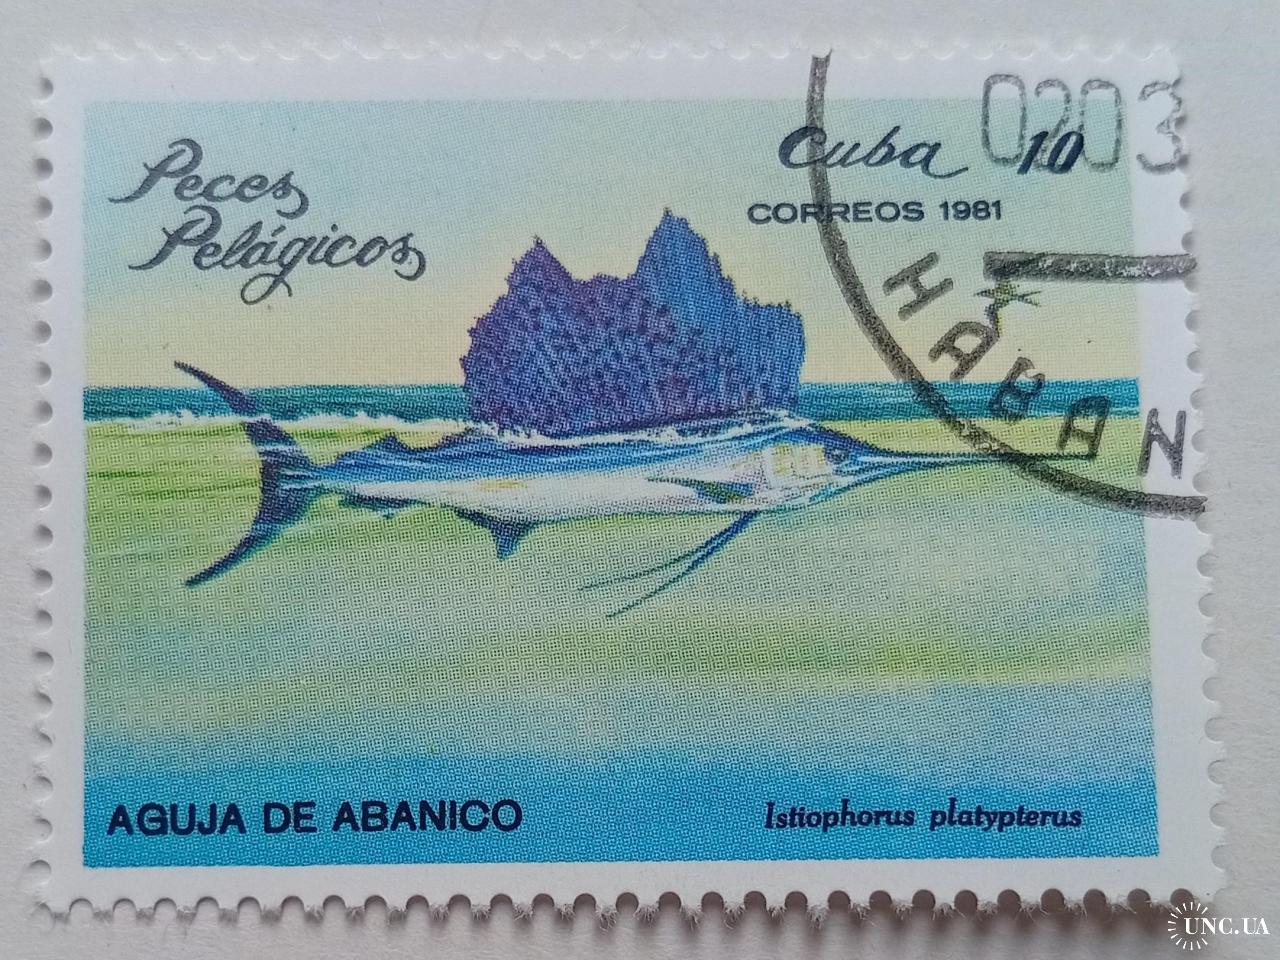 Peces
Pelágicos
Cuba 10
CORREOS 1981
0203
HABAN
AGUJA DE ABANICO
Istiophorus platypterus
UNC.UA